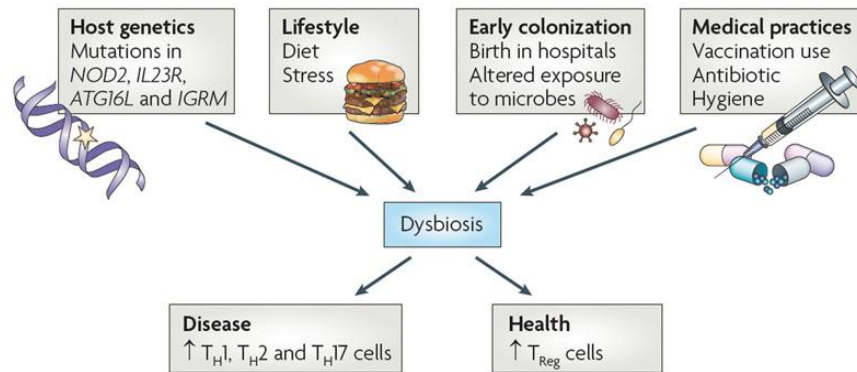 Host genetics
Mutations in
NOD2, IL23R,
ATG16L and IGRM
Lifestyle
Diet
Stress
Early colonization
Birth in hospitals
Altered exposure
to microbes
Medical practices
Vaccination use
Antibiotic
Hygiene
Dysbiosis
Disease
↑ TH1, TH2 and TH17 cells
Health
↑ TReg cells